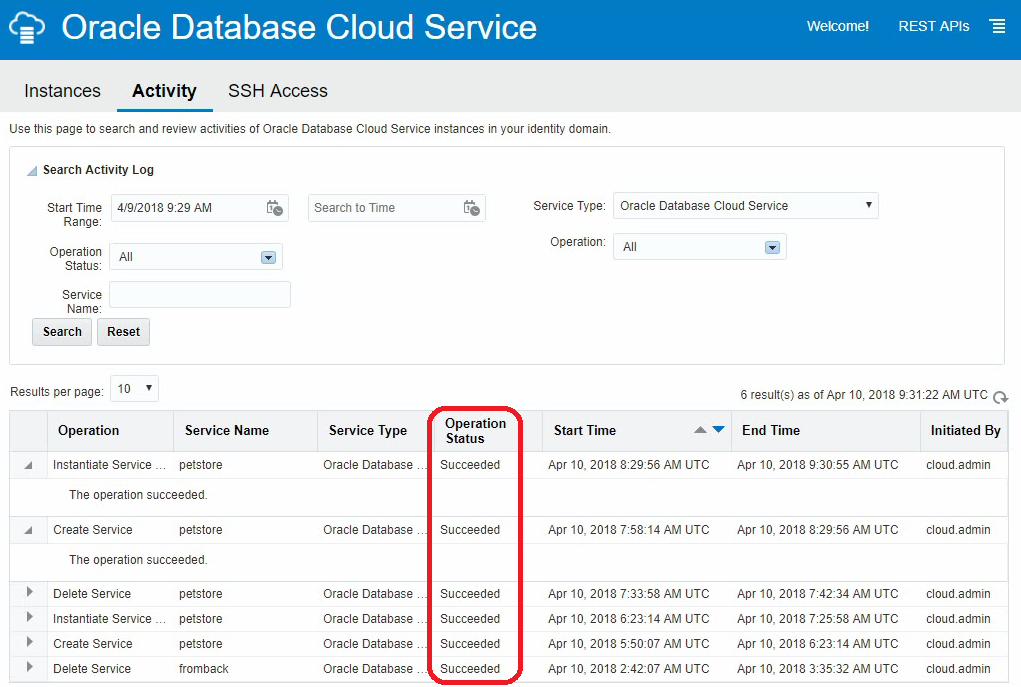 Oracle Database Cloud Service
Welcome! REST APIs
Instances Activity SSH Access
Use this page to search and review activities of Oracle Database Cloud Service instances in your identity domain.
Search Activity Log
Start Time Range: 4/9/2018 9:29 AM Search to Time Service Type: Oracle Database Cloud Service
Operation Status: All Operation: All
Service Name:
Search Reset
Results per page: 10 6 result(s) as of Apr 10, 2018 9:31:22 AM UTC
Operation Service Name Service Type Operation Status Start Time End Time Initiated By
Instantiate Service ... petstore Oracle Database ... Succeeded Apr 10, 2018 8:29:56 AM UTC Apr 10, 2018 9:30:55 AM UTC cloud.admin
The operation succeeded.
Create Service petstore Oracle Database ... Succeeded Apr 10, 2018 7:58:14 AM UTC Apr 10, 2018 8:29:56 AM UTC cloud.admin
The operation succeeded.
Delete Service petstore Oracle Database ... Succeeded Apr 10, 2018 7:33:58 AM UTC Apr 10, 2018 7:42:34 AM UTC cloud.admin
Instantiate Service ... petstore Oracle Database ... Succeeded Apr 10, 2018 6:23:14 AM UTC Apr 10, 2018 7:25:58 AM UTC cloud.admin
Create Service petstore Oracle Database ... Succeeded Apr 10, 2018 5:50:07 AM UTC Apr 10, 2018 6:23:14 AM UTC cloud.admin
Delete Service fromback Oracle Database ... Succeeded Apr 10, 2018 2:42:07 AM UTC Apr 10, 2018 3:35:32 AM UTC cloud.admin